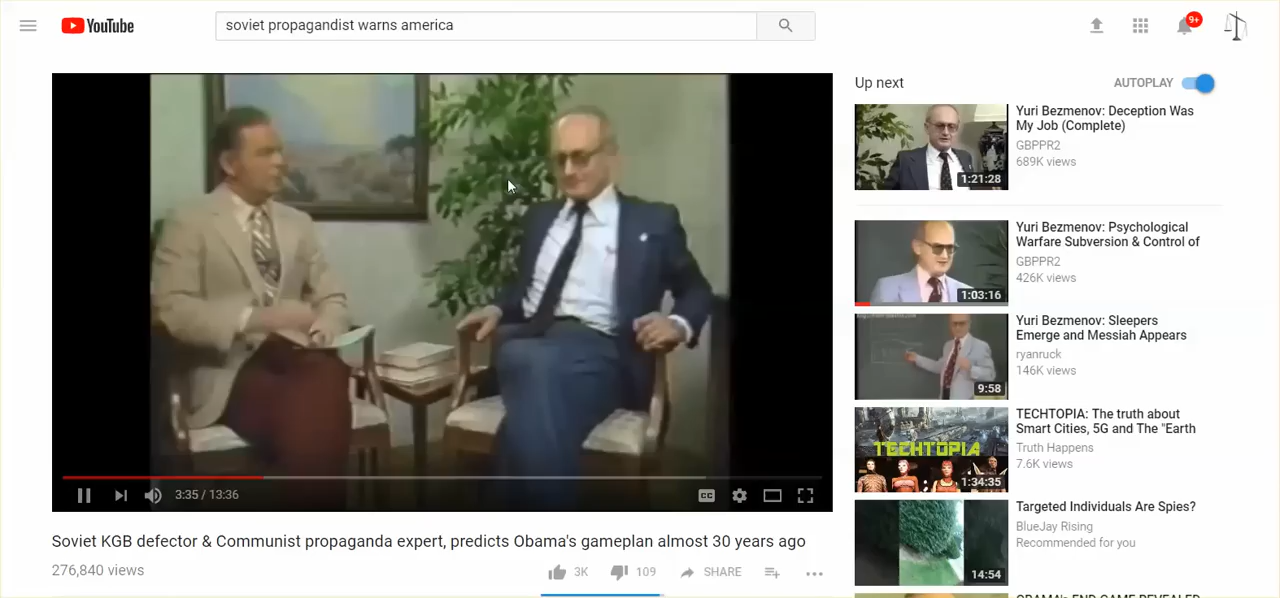 YouTube
soviet propagandist warns america
9+
Up next
AUTOPLAY
Yuri Bezmenov: Deception Was
My Job (Complete)
GBPPR2
689K views
1:21:28
Yuri Bezmenov: Psychological
Warfare Subversion & Control of
GBPPR2
426K views
1:03:16
Yuri Bezmenov: Sleepers
Emerge and Messiah Appears
ryanruck
146K views
9:58
TECHTOPIA: The truth about
Smart Cities, 5G and The "Earth
Truth Happens
7.6K views
TECHTOPIA
1:34:35
Targeted Individuals Are Spies?
BlueJay Rising
Recommended for you
14:54
OBAMA's END GAME REVEALED
3:35 / 13:36
CC
Soviet KGB defector & Communist propaganda expert, predicts Obama's gameplan almost 30 years ago
276,840 views
3K
109
SHARE